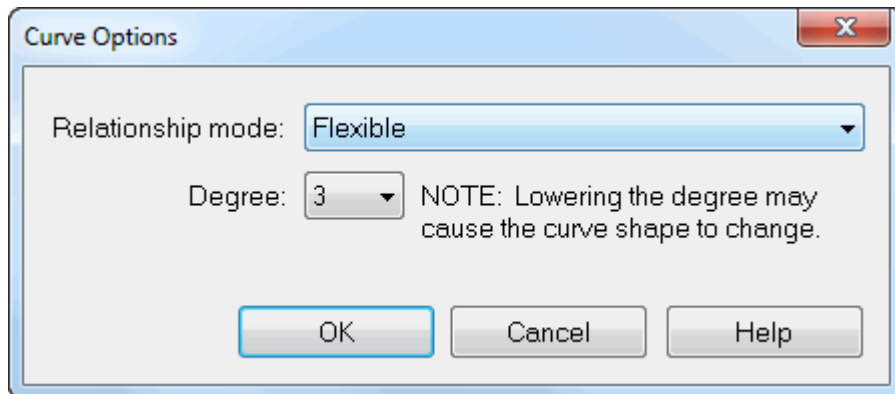 Curve Options
Relationship mode: Flexible
Degree: 3 NOTE: Lowering the degree may
cause the curve shape to change.
OK Cancel Help